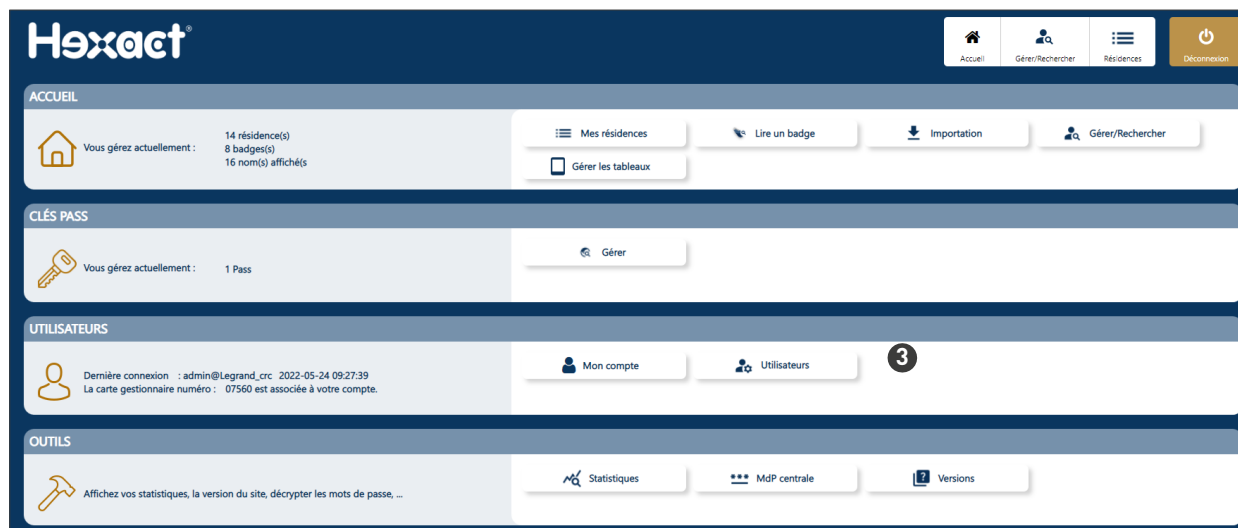 Hexact®
Accueil
Gérer/Rechercher
Résidences
Déconnexion
ACCUEIL
Vous gérez actuellement :
14 résidence(s)
8 badges(s)
16 nom(s) affiché(s
Mes résidences
Lire un badge
Importation
Gérer/Rechercher
Gérer les tableaux
CLÉS PASS
Vous gérez actuellement :
1 Pass
Gérer
UTILISATEURS
Dernière connexion : admin@Legrand_crc 2022-05-24 09:27:39
La carte gestionnaire numéro : 07560 est associée à votre compte.
Mon compte
Utilisateurs
3
OUTILS
Affichez vos statistiques, la version du site, décrypter les mots de passe, ...
Statistiques
MdP centrale
Versions